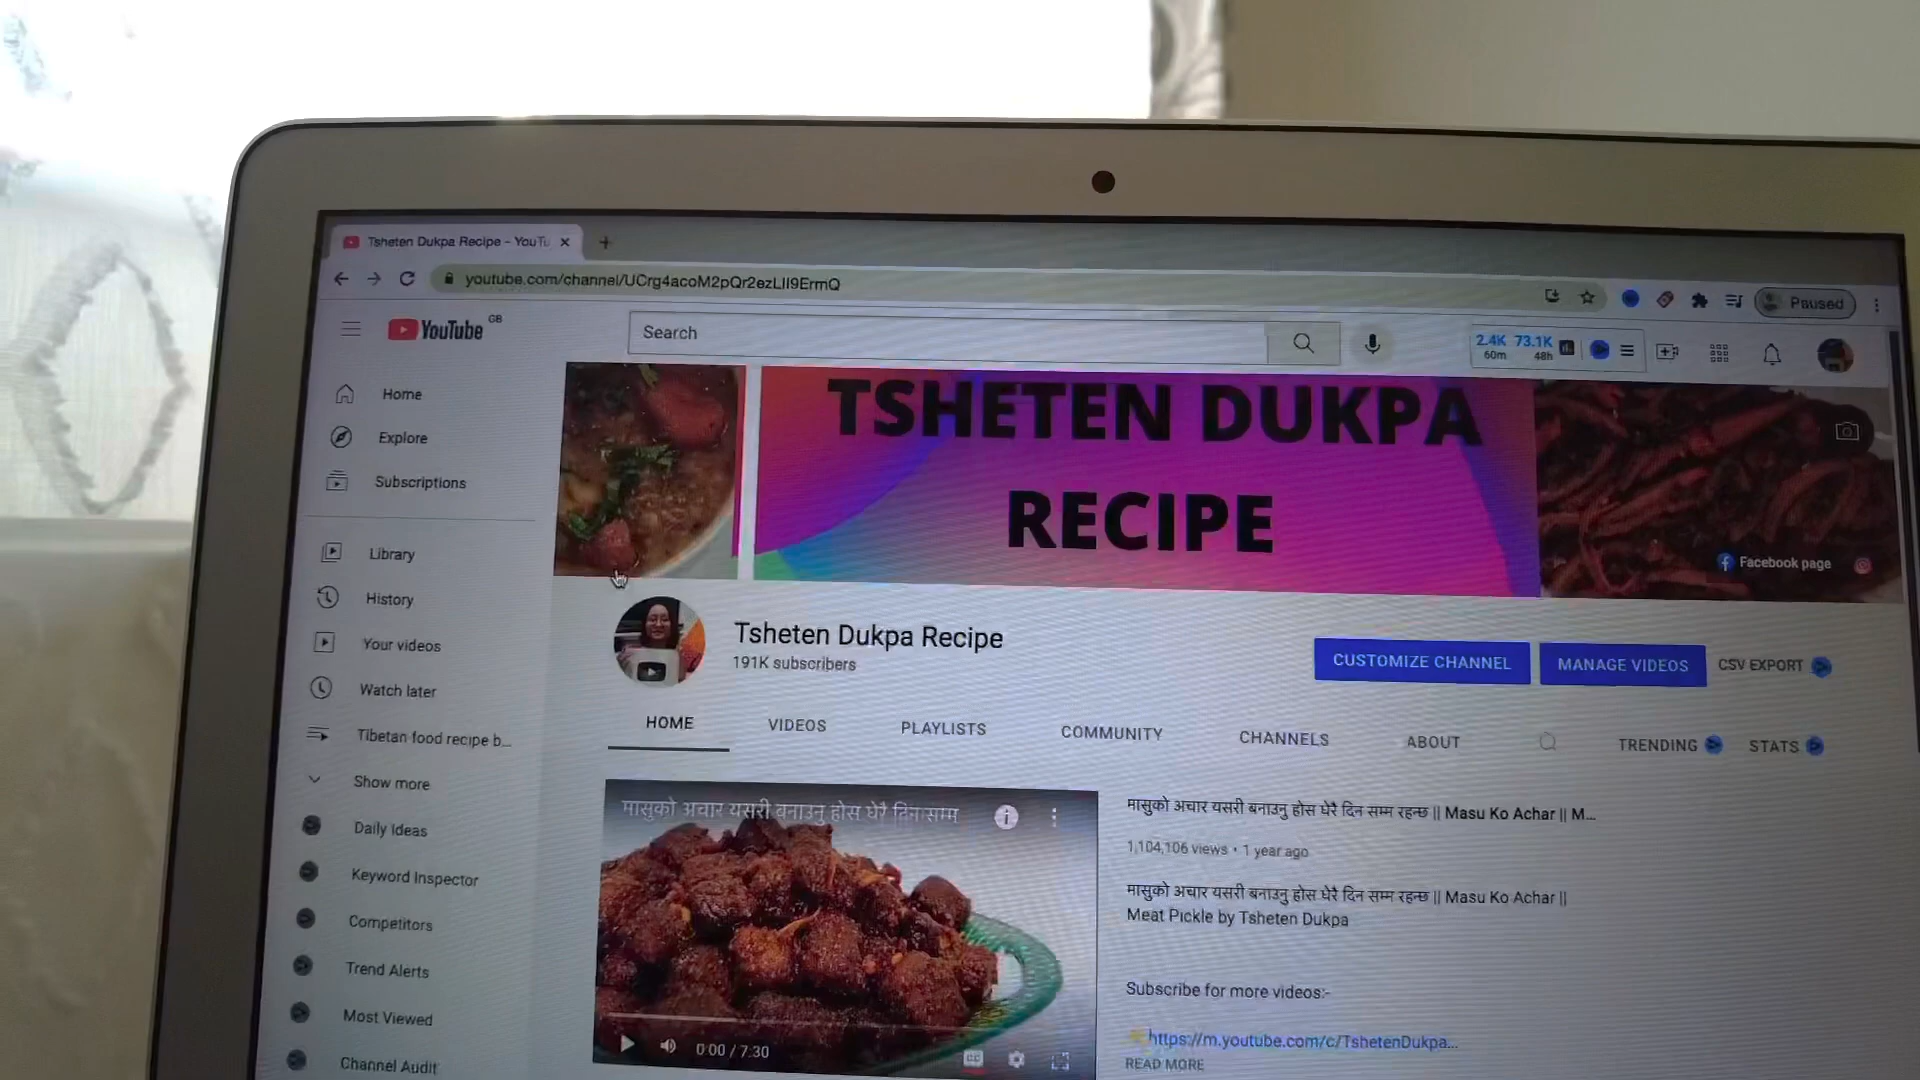 Tsheten Dukpa Recipe - YouTu
youtube.com/channel/UCrg4acoM2pQr2ezLII9ErmQ
Paused
YouTube GB
Search
2.4K 73.1K
60m 48h
Home
Explore
Subscriptions
Library
History
Your videos
Watch later
Tibetan food recipe b...
Show more
Daily Ideas
Keyword Inspector
Competitors
Trend Alerts
Most Viewed
Channel Audit
TSHETEN DUKPA
RECIPE
Facebook page
Tsheten Dukpa Recipe
191K subscribers
CUSTOMIZE CHANNEL
MANAGE VIDEOS
CSV EXPORT
HOME VIDEOS PLAYLISTS COMMUNITY CHANNELS ABOUT TRENDING STATS
मासुको अचार यसरी बनाउनु होस धेरै दिन सम्म
0:00 / 7:30
मासुको अचार यसरी बनाउनु होस धेरै दिन सम्म रहन्छ || Masu Ko Achar || M...
1,104,106 views • 1 year ago
मासुको अचार यसरी बनाउनु होस धेरै दिन सम्म रहन्छ || Masu Ko Achar ||
Meat Pickle by Tsheten Dukpa
Subscribe for more videos:-
https://m.youtube.com/c/TshetenDukpa...
READ MORE